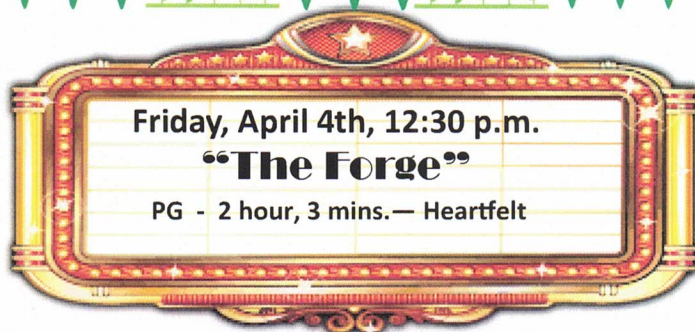 Friday, April 4th, 12:30 p.m.
“The Forge”
PG - 2 hour, 3 mins.— Heartfelt